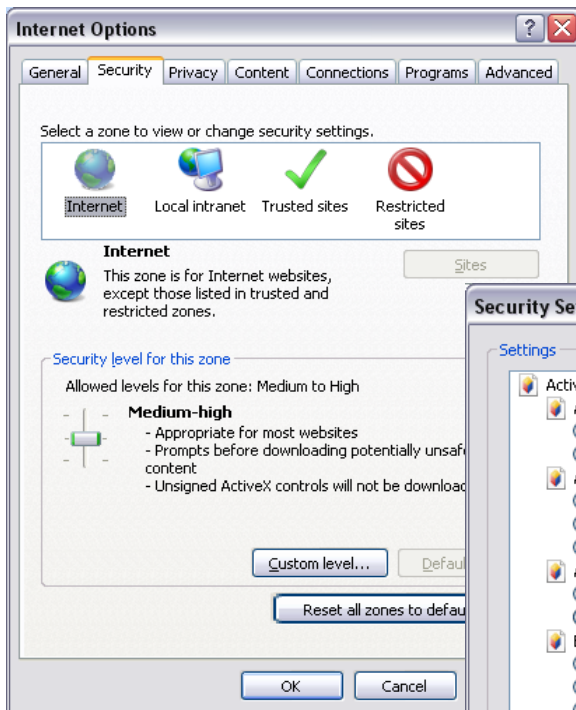 Internet Options
General Security Privacy Content Connections Programs Advanced
Select a zone to view or change security settings.
Internet Local intranet Trusted sites Restricted
sites
Internet
Sites
This zone is for Internet websites,
except those listed in trusted and
restricted zones.
Security Se
Settings
Security level for this zone
Allowed levels for this zone: Medium to High
Activ
Medium-high
- Appropriate for most websites
- Prompts before downloading potentially unsaf
content
- Unsigned ActiveX controls will not be downloac
Custom level... Defaul
Reset all zones to defau
OK Cancel